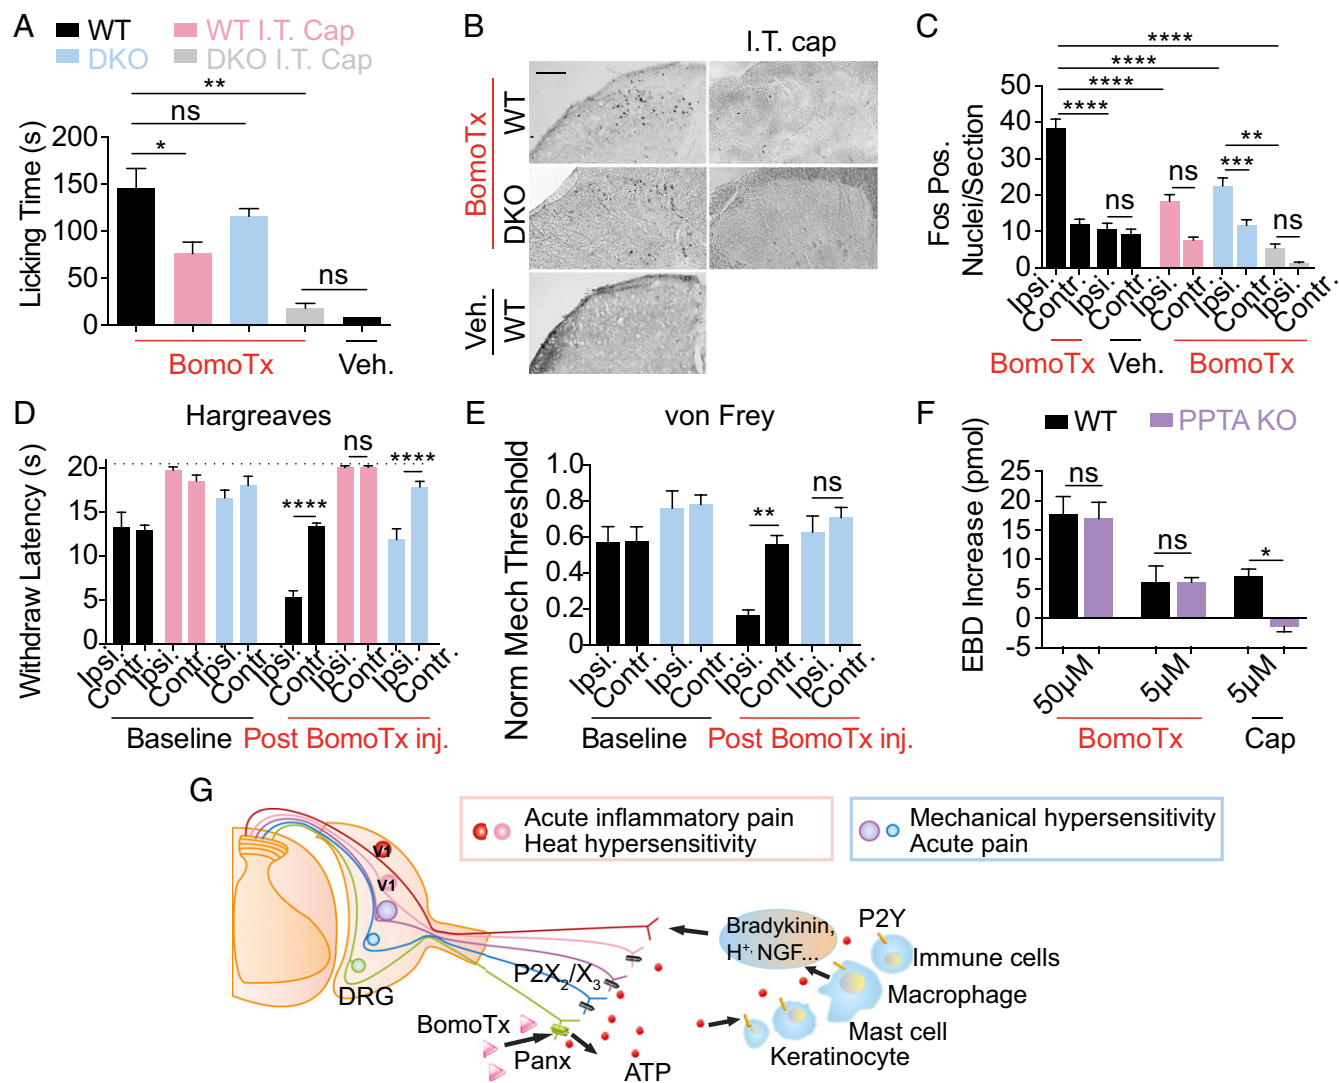 A
WT
WT I.T. Cap
DKO
DKO I.T. Cap
**
ns
*
ns
Licking Time (s)
200
150
100
50
0
BomoTx
Veh.
B
I.T. cap
BomoTx
WT
DKO
Veh.
WT
C
****
****
****
****
**
ns
***
ns
ns
Fos Pos.
Nuclei/Section
50
40
30
20
10
0
Ipsi. Contr. Ipsi. Contr. Ipsi. Contr. Ipsi. Contr. Ipsi. Contr.
BomoTx
Veh.
BomoTx
D
Hargreaves
Withdraw Latency (s)
20
15
10
5
0
****
ns
****
Ipsi. Contr. Ipsi. Contr. Ipsi. Contr. Ipsi. Contr. Ipsi. Contr. Ipsi. Contr.
Baseline
Post BomoTx inj.
E
von Frey
Norm Mech Threshold
1.0
0.8
0.6
0.4
0.2
0
**
ns
Ipsi. Contr. Ipsi. Contr. Ipsi. Contr. Ipsi. Contr.
Baseline
Post BomoTx inj.
F
WT
PPTA KO
EBD Increase (pmol)
25
20
15
10
5
0
-5
ns
ns
*
50µM
5µM
5µM
BomoTx
Cap
G
Acute inflammatory pain
Heat hypersensitivity
Mechanical hypersensitivity
Acute pain
V1
V1
DRG
P2X2/X3
BomoTx
Panx
ATP
Bradykinin,
H+, NGF...
P2Y
Immune cells
Macrophage
Mast cell
Keratinocyte